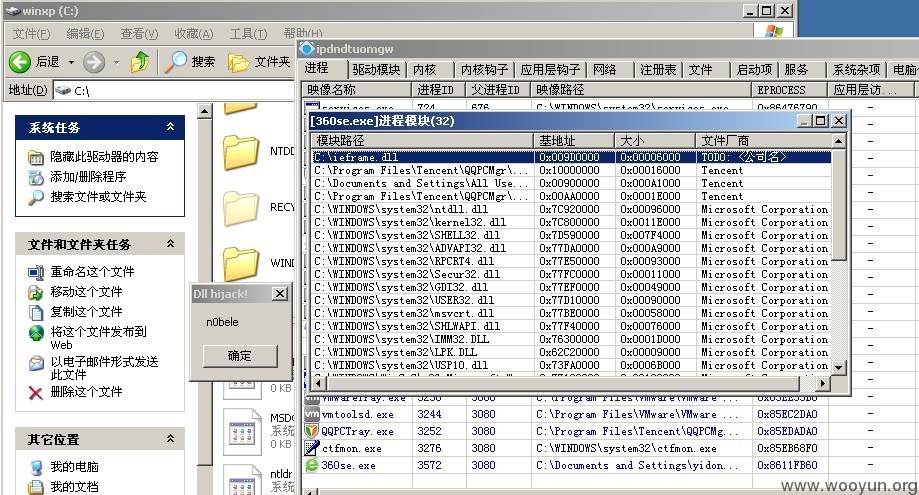 winxp (C:)
文件(F) 编辑(E) 查看(V) 收藏(A) 工具(T) 帮助(H)
后退 搜索 文件夹
地址(D) C:\
系统任务
隐藏此驱动器的内容
添加/删除程序
搜索文件或文件夹
文件和文件夹任务
重命名这个文件
移动这个文件
复制这个文件
将这个文件发布到
Web
以电子邮件形式发送
此文件
删除这个文件
其它位置
我的电脑
我的文档
NTDD
RECY
WIND
0 KB
MSDO
系统
0 KB
ntldr
系统
Dll hijack!
n0bele
确定
ipdndtuomgw
进程 驱动模块 内核 内核钩子 应用层钩子 网络 注册表 文件 启动项 服务 系统杂项 电脑
映像名称 进程ID 父进程ID 映像路径 EPROCESS 应用层访...
services.exe 724 676 C:\WINDOWS\system32\services.exe 0x86476790 -
[360se.exe]进程模块(32)
模块路径 基地址 大小 文件厂商
C:\ieframe.dll 0x009D0000 0x00006000 TODO: <公司名>
C:\Program Files\Tencent\QQPCMgr\... 0x10000000 0x00016000 Tencent
C:\Documents and Settings\All Use... 0x00900000 0x000A1000 Tencent
C:\Program Files\Tencent\QQPCMgr\... 0x00AA0000 0x0001E000 Tencent
C:\WINDOWS\system32\ntdll.dll 0x7C920000 0x00096000 Microsoft Corporation
C:\WINDOWS\system32\kernel32.dll 0x7C800000 0x0011E000 Microsoft Corporation
C:\WINDOWS\system32\SHELL32.dll 0x7D590000 0x007F4000 Microsoft Corporation
C:\WINDOWS\system32\ADVAPI32.dll 0x77DA0000 0x000A9000 Microsoft Corporation
C:\WINDOWS\system32\RPCRT4.dll 0x77E50000 0x00093000 Microsoft Corporation
C:\WINDOWS\system32\Secur32.dll 0x77FC0000 0x00011000 Microsoft Corporation
C:\WINDOWS\system32\GDI32.dll 0x77EF0000 0x00049000 Microsoft Corporation
C:\WINDOWS\system32\USER32.dll 0x77D10000 0x00090000 Microsoft Corporation
C:\WINDOWS\system32\msvcrt.dll 0x77BE0000 0x00058000 Microsoft Corporation
C:\WINDOWS\system32\SHLWAPI.dll 0x77F40000 0x00076000 Microsoft Corporation
C:\WINDOWS\system32\IMM32.DLL 0x76300000 0x0001D000 Microsoft Corporation
C:\WINDOWS\system32\LPK.DLL 0x62C20000 0x00009000 Microsoft Corporation
C:\WINDOWS\system32\USP10.dll 0x73FA0000 0x0006B000 Microsoft Corporation
vmtoolsd.exe 3244 3080 C:\Program Files\VMware\VMware ... 0x85EC2DA0 -
QQPCTray.exe 3252 3080 C:\Program Files\Tencent\QQPCMg... 0x85EDADA0 -
ctfmon.exe 3276 3080 C:\WINDOWS\system32\ctfmon.exe 0x85EB68F0 -
360se.exe 3572 3080 C:\Documents and Settings\yidon... 0x8611FB60 -
www.wooyun.org